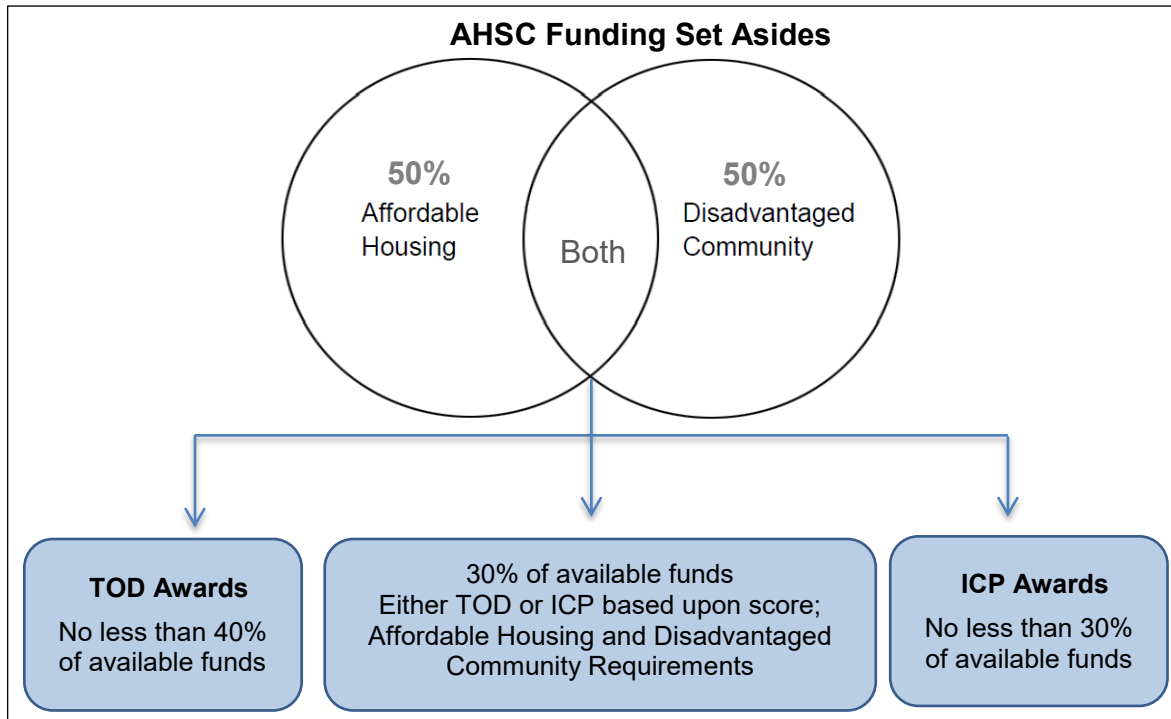 AHSC Funding Set Asides
50%
Affordable
Housing
Both
50%
Disadvantaged
Community
TOD Awards
No less than 40%
of available funds
30% of available funds
Either TOD or ICP based upon score;
Affordable Housing and Disadvantaged
Community Requirements
ICP Awards
No less than 30%
of available funds